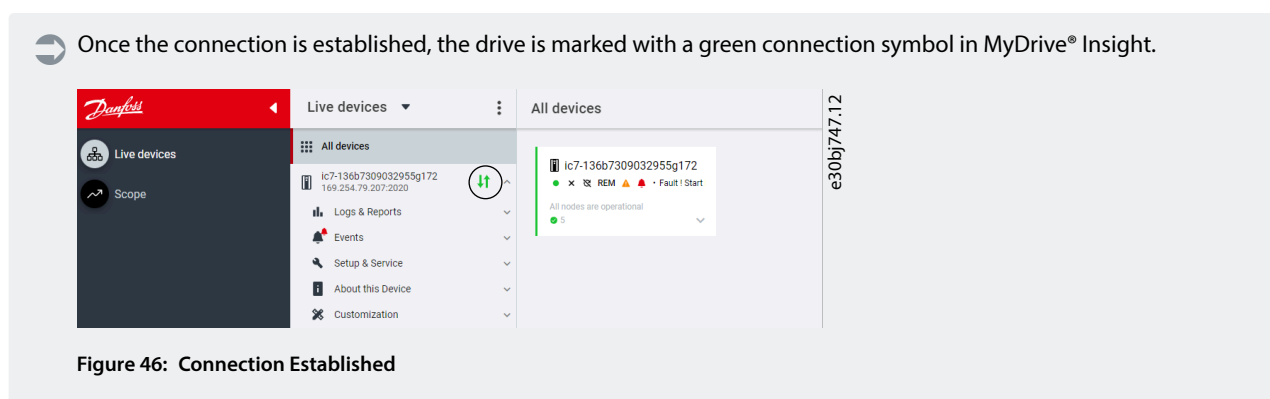 Once the connection is established, the drive is marked with a green connection symbol in MyDrive® Insight.
Danfoss
Live devices
Scope
Live devices
All devices
ic7-136b7309032955g172
169.254.79.207:2020
Logs & Reports
Events
Setup & Service
About this Device
Customization
All devices
ic7-136b7309032955g172
REM · Fault ! Start
All nodes are operational
5
e30bj747.12
Figure 46: Connection Established